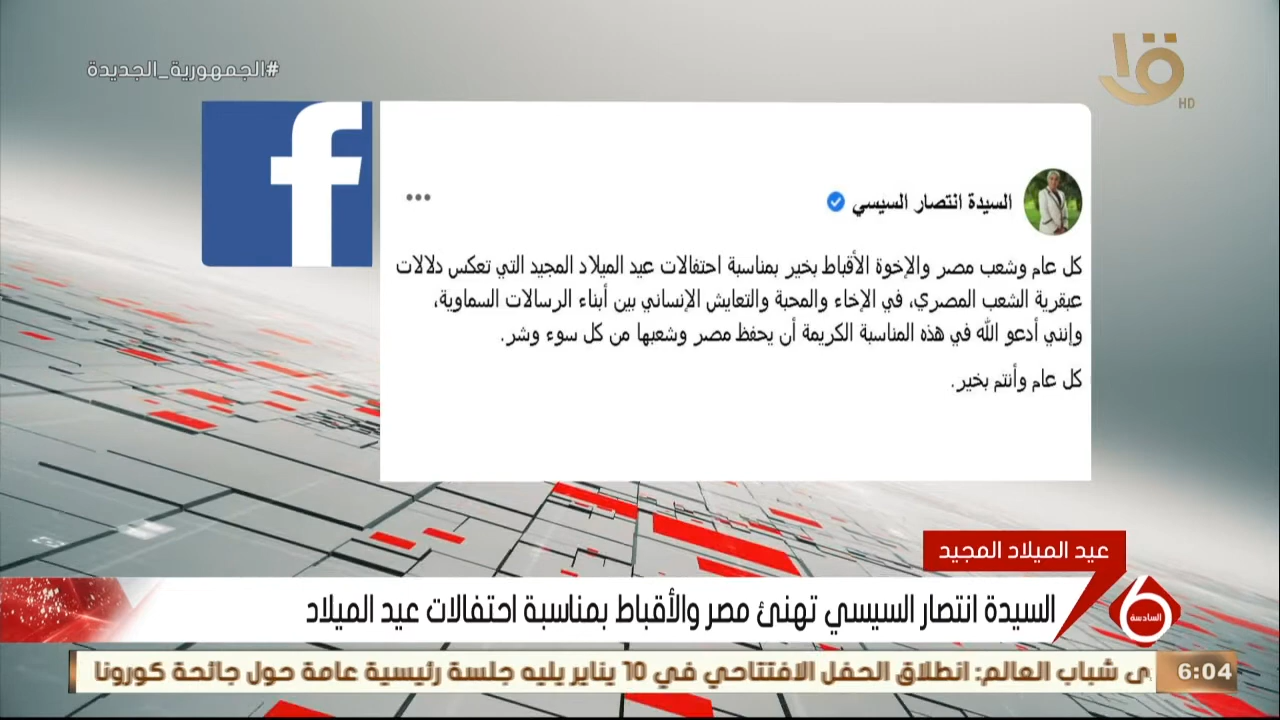 #الجمهورية_الجديدة
HD
السيدة انتصار السيسي
كل عام وشعب مصر والإخوة الأقباط بخير بمناسبة احتفالات عيد الميلاد المجيد التي تعكس دلالات
عبقرية الشعب المصري، في الإخاء والمحبة والتعايش الإنساني بين أبناء الرسالات السماوية،
وإنني أدعو الله في هذه المناسبة الكريمة أن يحفظ مصر وشعبها من كل سوء وشر.
كل عام وأنتم بخير.
عيد الميلاد المجيد
السيدة انتصار السيسي تهنئ مصر والأقباط بمناسبة احتفالات عيد الميلاد
السادسة
شباب العالم: انطلاق الحفل الافتتاحي في 10 يناير يليه جلسة رئيسية عامة حول جائحة كورونا
6:04